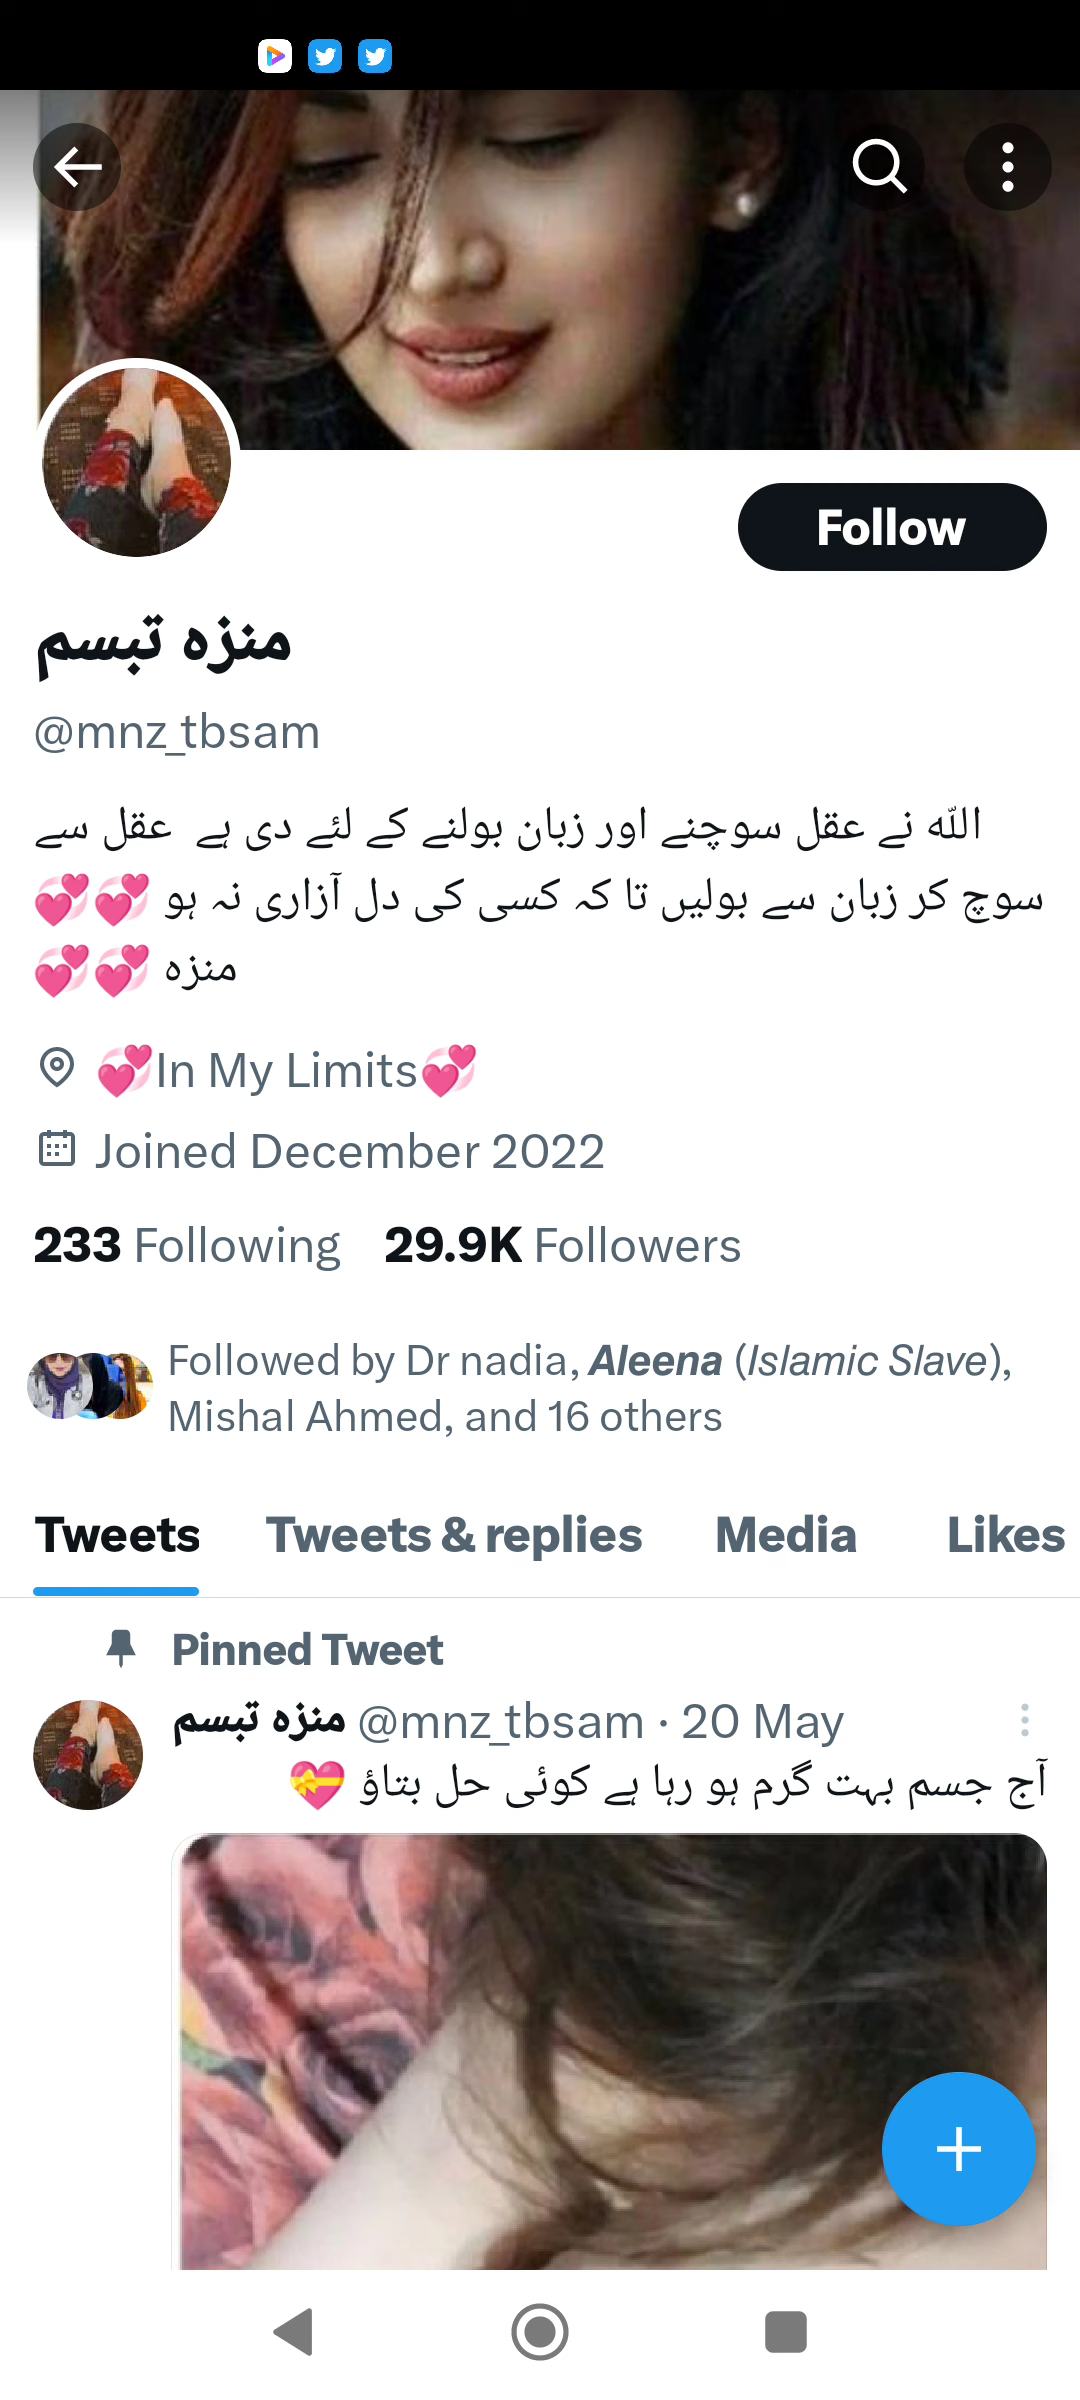 Follow
منزہ تبسم
@mnz_tbsam
اللّٰہ نے عقل سوچنے اور زبان بولنے کے لئے دی ہے عقل سے
سوچ کر زبان سے بولیں تا کہ کسی کی دل آزاری نہ ہو 💞💞
منزہ 💞💞
💞In My Limits💞
Joined December 2022
233 Following 29.9K Followers
Followed by Dr nadia, Aleena (Islamic Slave),
Mishal Ahmed, and 16 others
Tweets Tweets & replies Media Likes
Pinned Tweet
منزہ تبسم @mnz_tbsam · 20 May
آج جسم بہت گرم ہو رہا ہے کوئی حل بتاؤ 💝